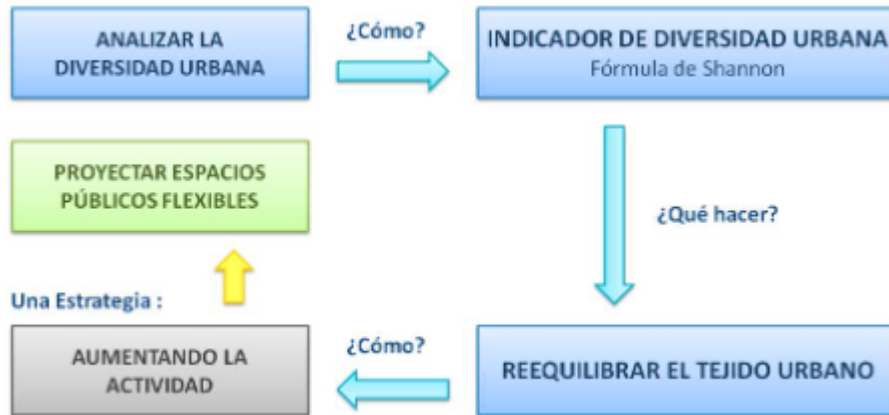 ANALIZAR LA
DIVERSIDAD URBANA
¿Cómo?
INDICADOR DE DIVERSIDAD URBANA
Fórmula de Shannon
¿Qué hacer?
REEQUILIBRAR EL TEJIDO URBANO
¿Cómo?
AUMENTANDO LA
ACTIVIDAD
Una Estrategia :
PROYECTAR ESPACIOS
PÚBLICOS FLEXIBLES